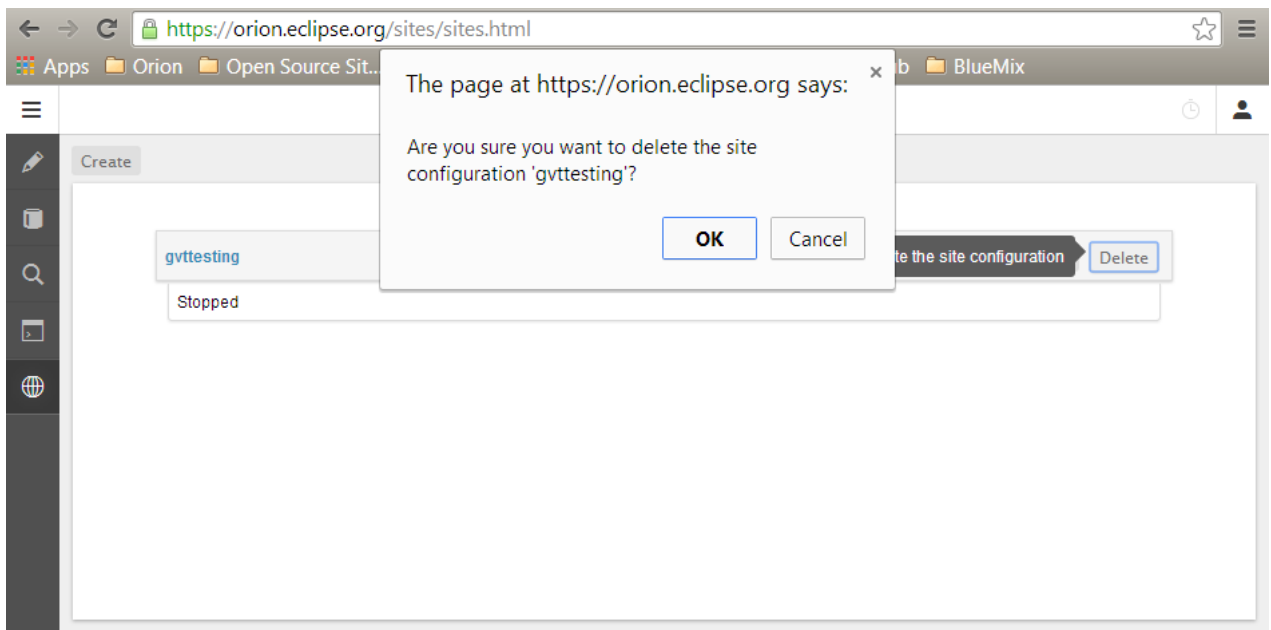 https://orion.eclipse.org/sites/sites.html
Apps Orion Open Source Sit... BlueMix
The page at https://orion.eclipse.org says:
Are you sure you want to delete the site
configuration 'gvttesting'?
OK Cancel
Create
gvttesting
the site configuration
Delete
Stopped